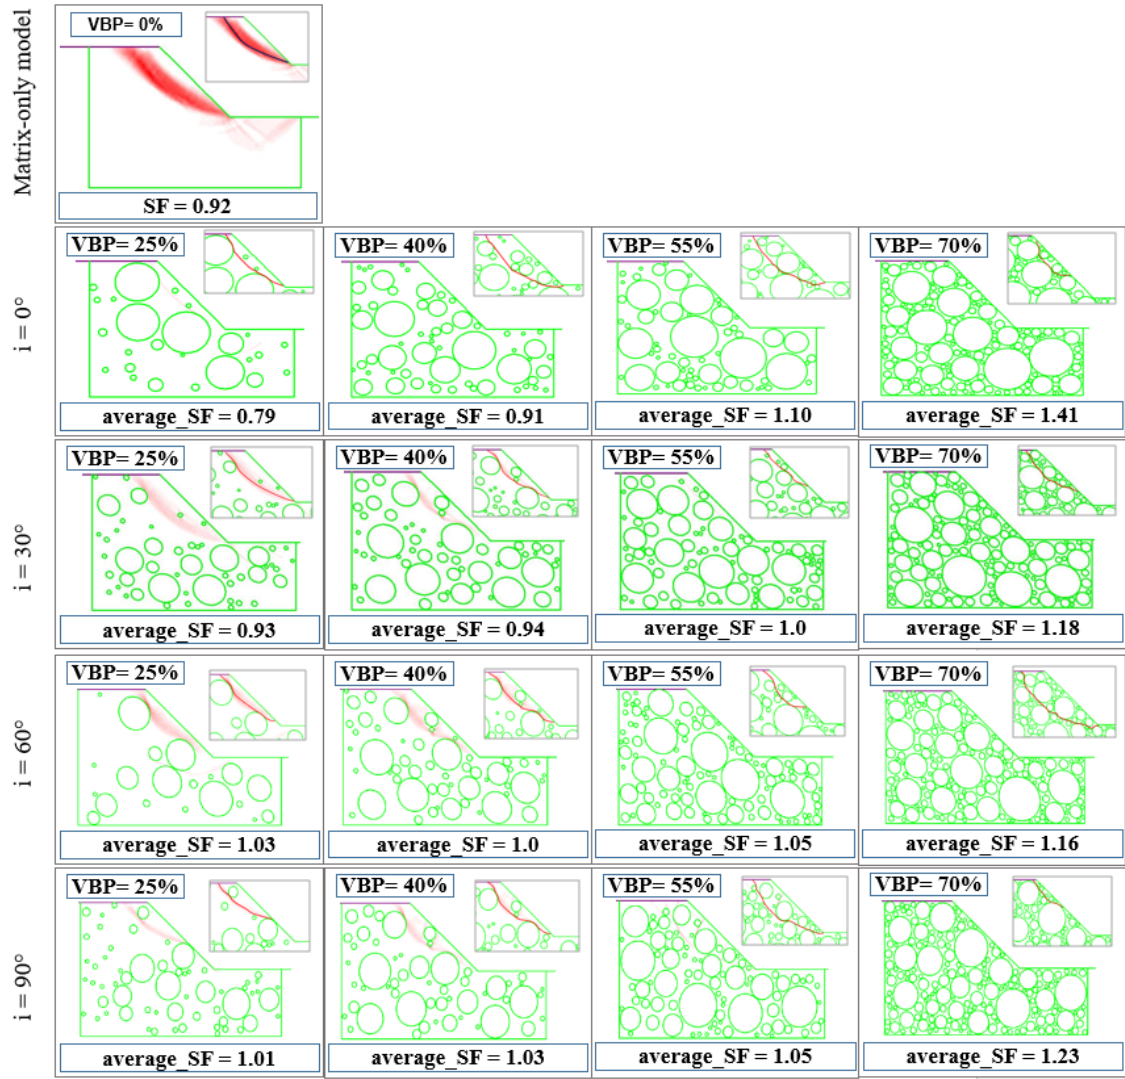 Matrix-only model
VBP= 0%
SF = 0.92
i = 0°
VBP= 25%
VBP= 40%
VBP= 55%
VBP= 70%
average_SF = 0.79
average_SF = 0.91
average_SF = 1.10
average_SF = 1.41
i = 30°
VBP= 25%
VBP= 40%
VBP= 55%
VBP= 70%
average_SF = 0.93
average_SF = 0.94
average_SF = 1.0
average_SF = 1.18
i = 60°
VBP= 25%
VBP= 40%
VBP= 55%
VBP= 70%
average_SF = 1.03
average_SF = 1.0
average_SF = 1.05
average_SF = 1.16
i = 90°
VBP= 25%
VBP= 40%
VBP= 55%
VBP= 70%
average_SF = 1.01
average_SF = 1.03
average_SF = 1.05
average_SF = 1.23